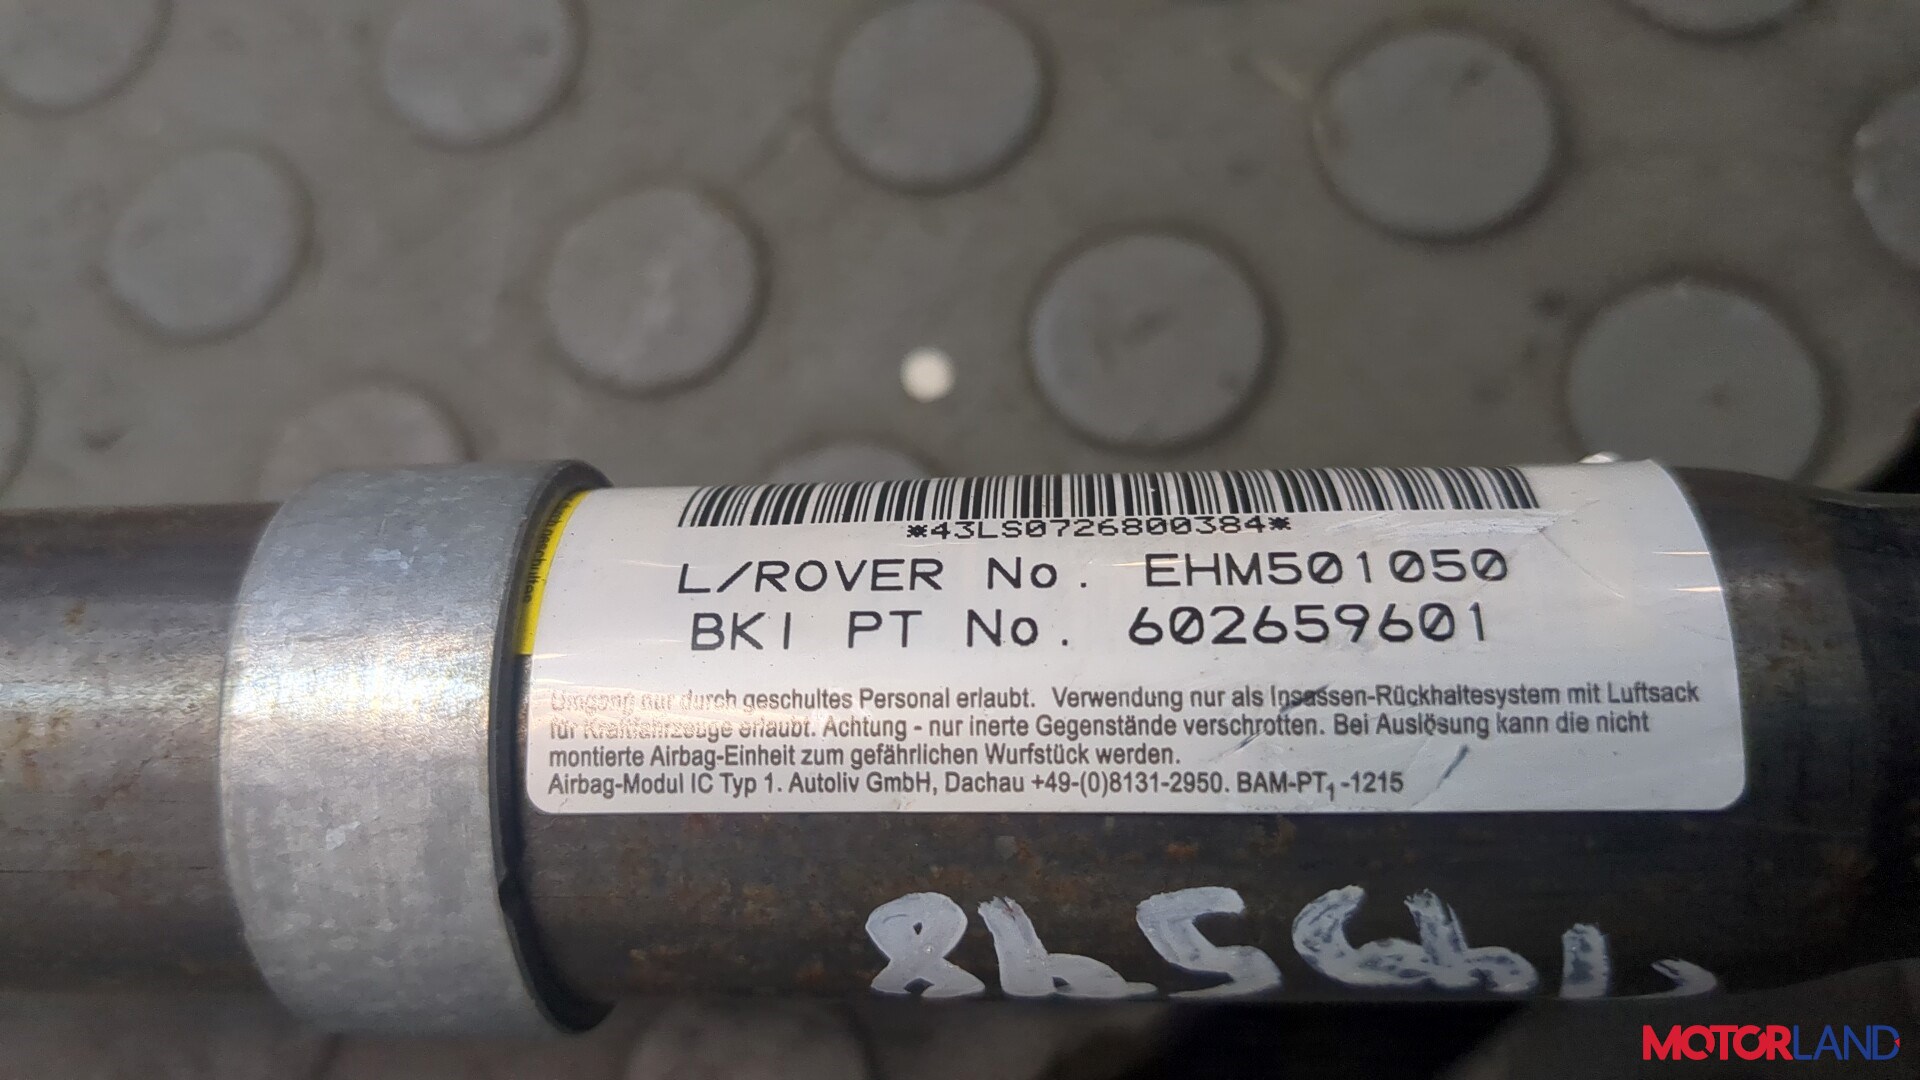 *43LS0726800384*
L/ROVER No. EHM501050
BKI PT No. 602659601
Umgang nur durch geschultes Personal erlaubt. Verwendung nur als Insassen-Rückhaltesystem mit Luftsack
für Kraftfahrzeuge erlaubt. Achtung - nur inerte Gegenstände verschrotten. Bei Auslösung kann die nicht
montierte Airbag-Einheit zum gefährlichen Wurfstück werden.
Airbag-Modul IC Typ 1. Autoliv GmbH, Dachau +49-(0)8131-2950. BAM-PT₁-1215
MOTORLAND